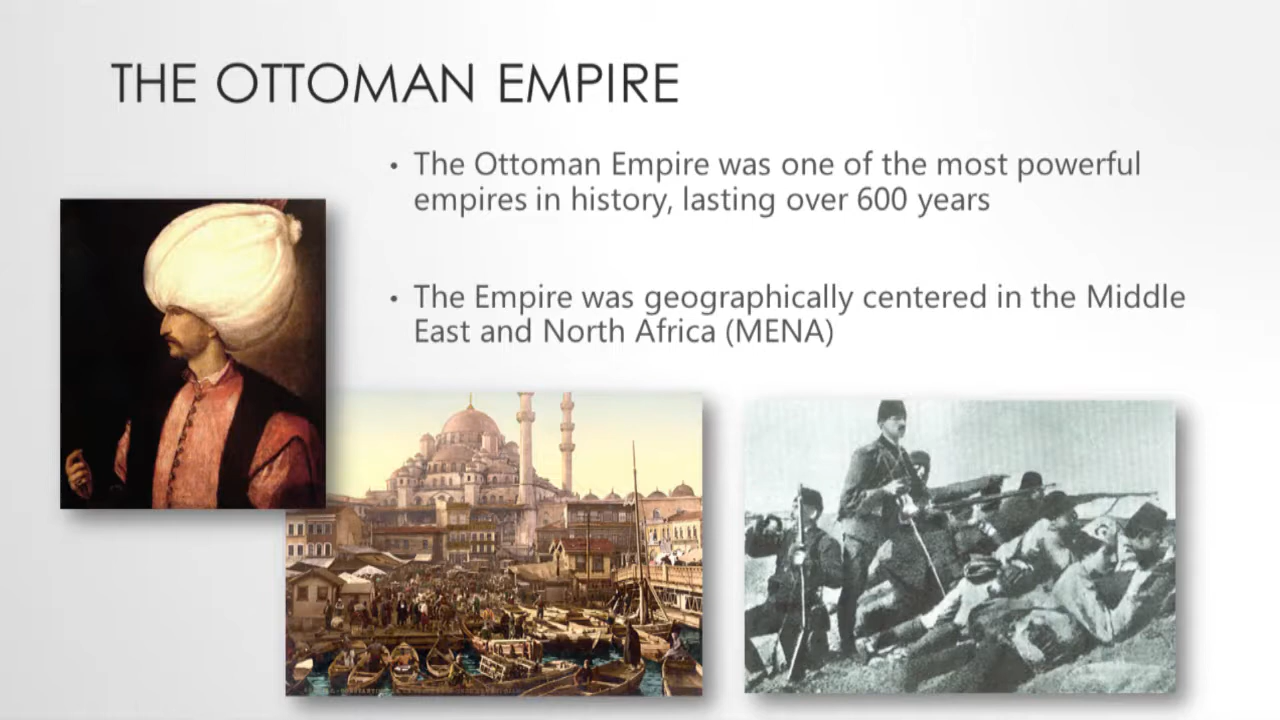 THE OTTOMAN EMPIRE
• The Ottoman Empire was one of the most powerful
empires in history, lasting over 600 years
• The Empire was geographically centered in the Middle
East and North Africa (MENA)